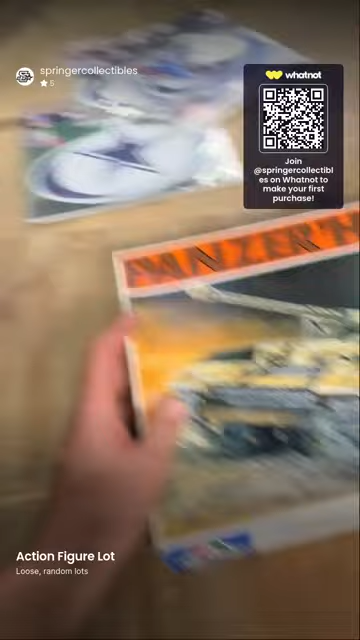 springercollectibles
5
whatnot
Join
@springercollectibl
es on Whatnot to
make your first
purchase!
Action Figure Lot
Loose, random lots